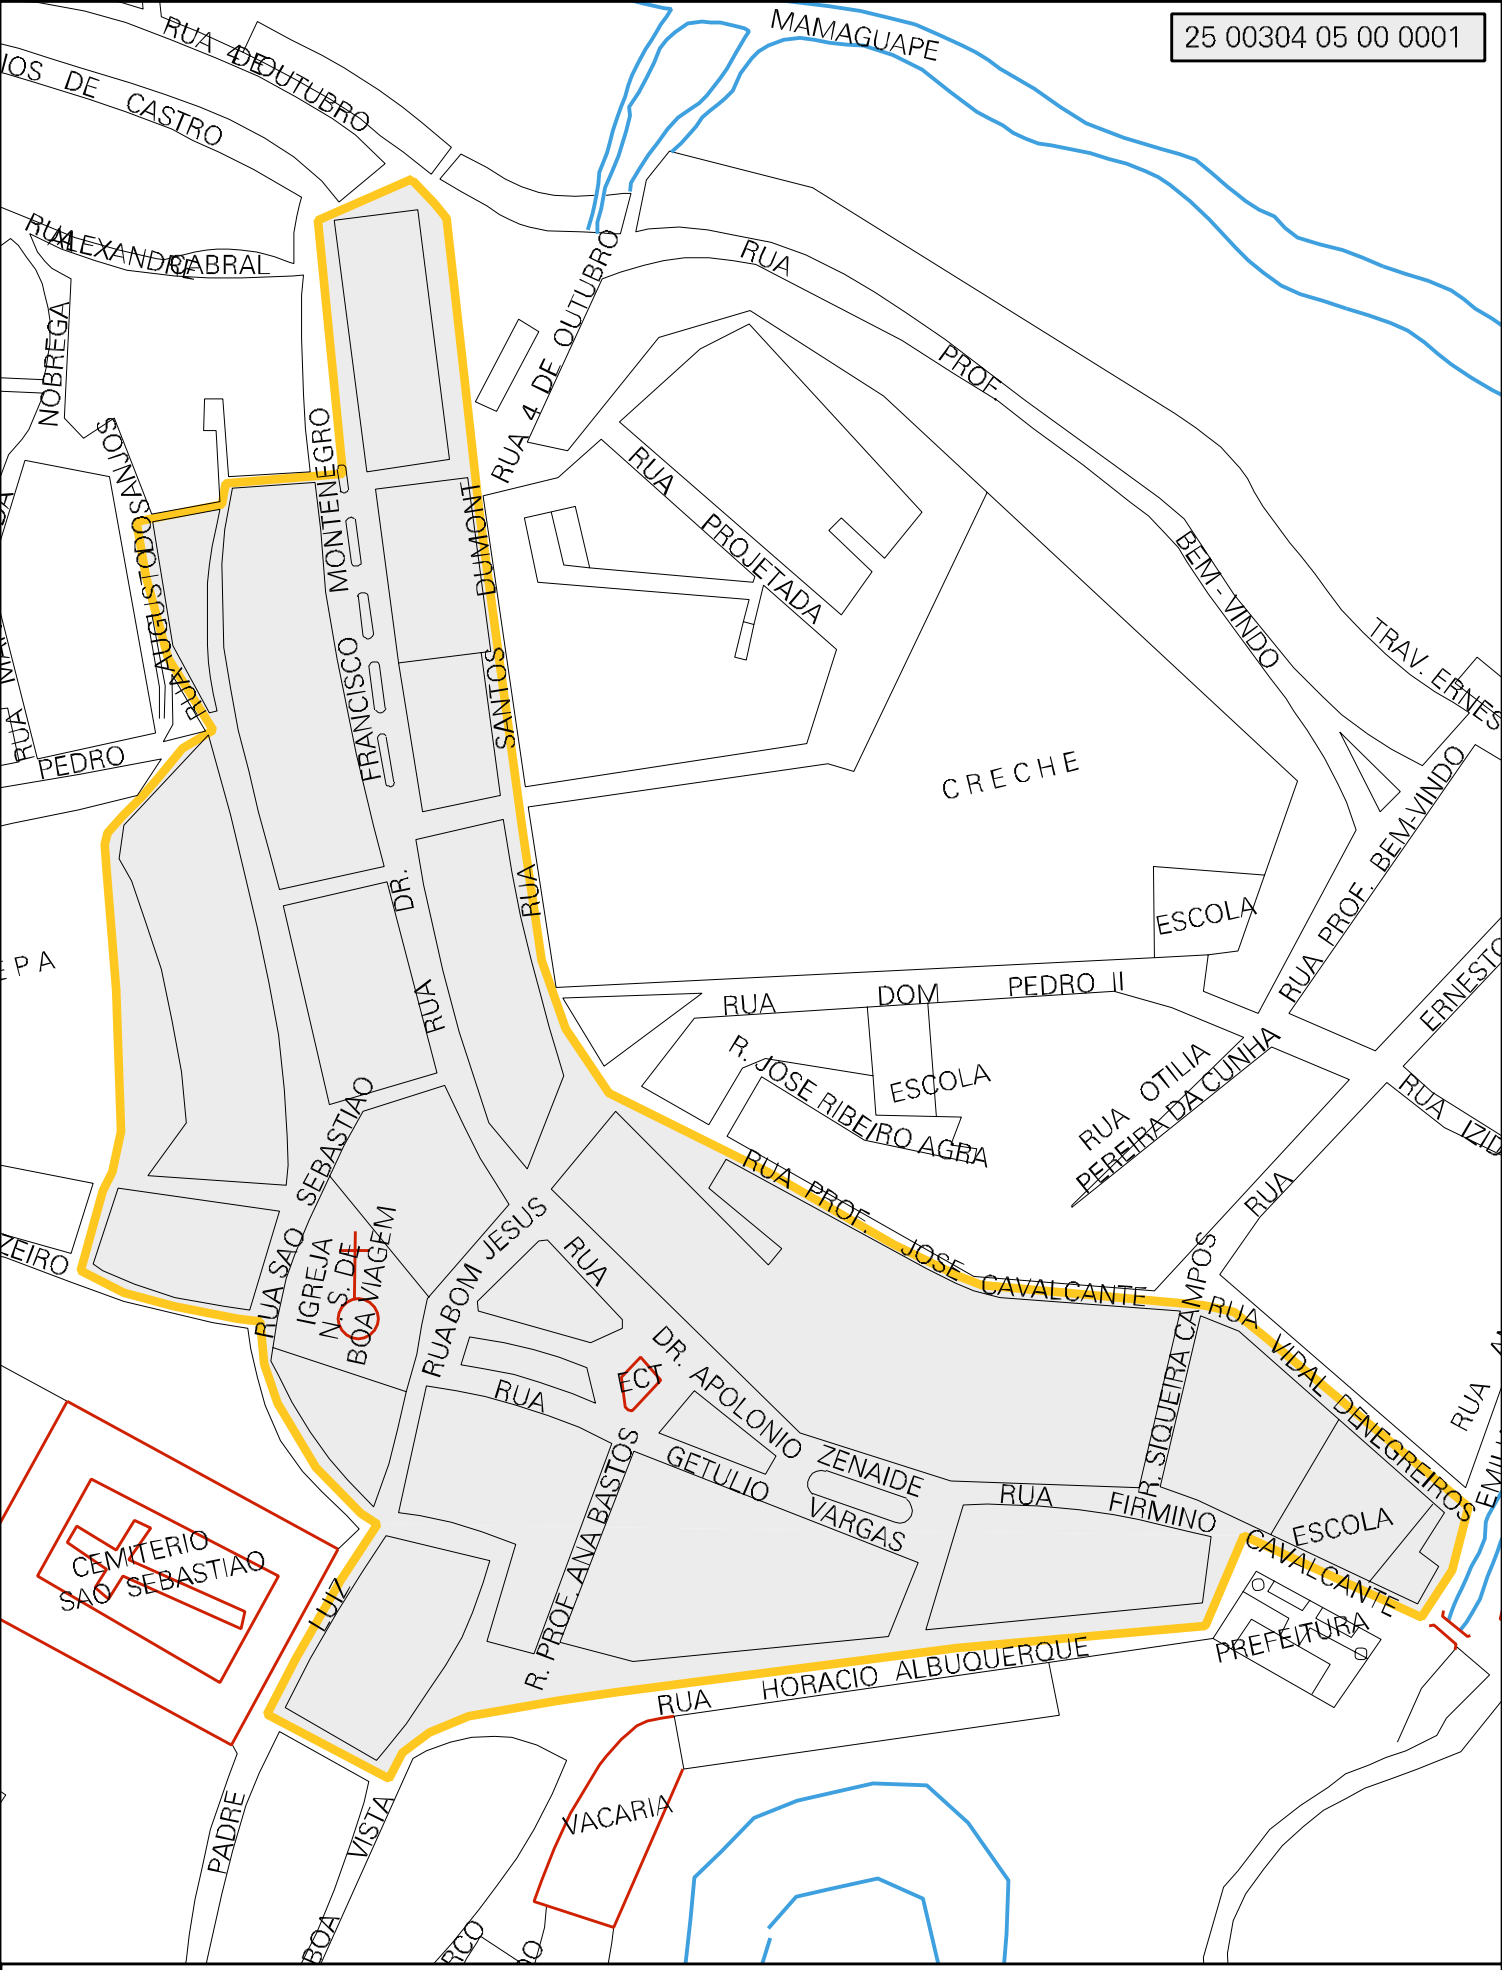 25 00304 05 00 0001
MAMAGUAPE
RUA 4 DE OUTUBRO
IOS DE CASTRO
RUA ALEXANDRE CABRAL
NOBREGA
RUA 4 DE OUTUBRO
RUA PROF. BEM - VINDO
RUA PROJETADA
TRAV. ERNES
RUA AUGUSTO DOS ANJOS
RUA DR. FRANCISCO MONTENEGRO
RUA SANTOS DUMONT
RUA
PEDRO
CRECHE
RUA PROF. BEM-VINDO
ESCOLA
EPA
ERNESTO
RUA DOM PEDRO II
R. JOSE RIBEIRO AGRA
ESCOLA
RUA OTILIA
PEREIRA DA CUNHA
RUA IZID
RUA
RUA SAO SEBASTIAO
RUA PROF. JOSE CAVALCANTE
RUA BOM JESUS
ZEIRO
IGREJA
N. S. DE
BOA VIAGEM
RUA DR. APOLONIO ZENAIDE
R. SIQUEIRA CAMPOS
RUA VIDAL DE NEGREIROS
RUA
ECT
RUA GETULIO VARGAS
RUA FIRMINO CAVALCANTE
ESCOLA
R. PROF. ANA BASTOS
CEMITERIO
SAO SEBASTIAO
LUIZ
PREFEITURA
RUA HORACIO ALBUQUERQUE
VACARIA
PADRE
BOA VISTA
RCO